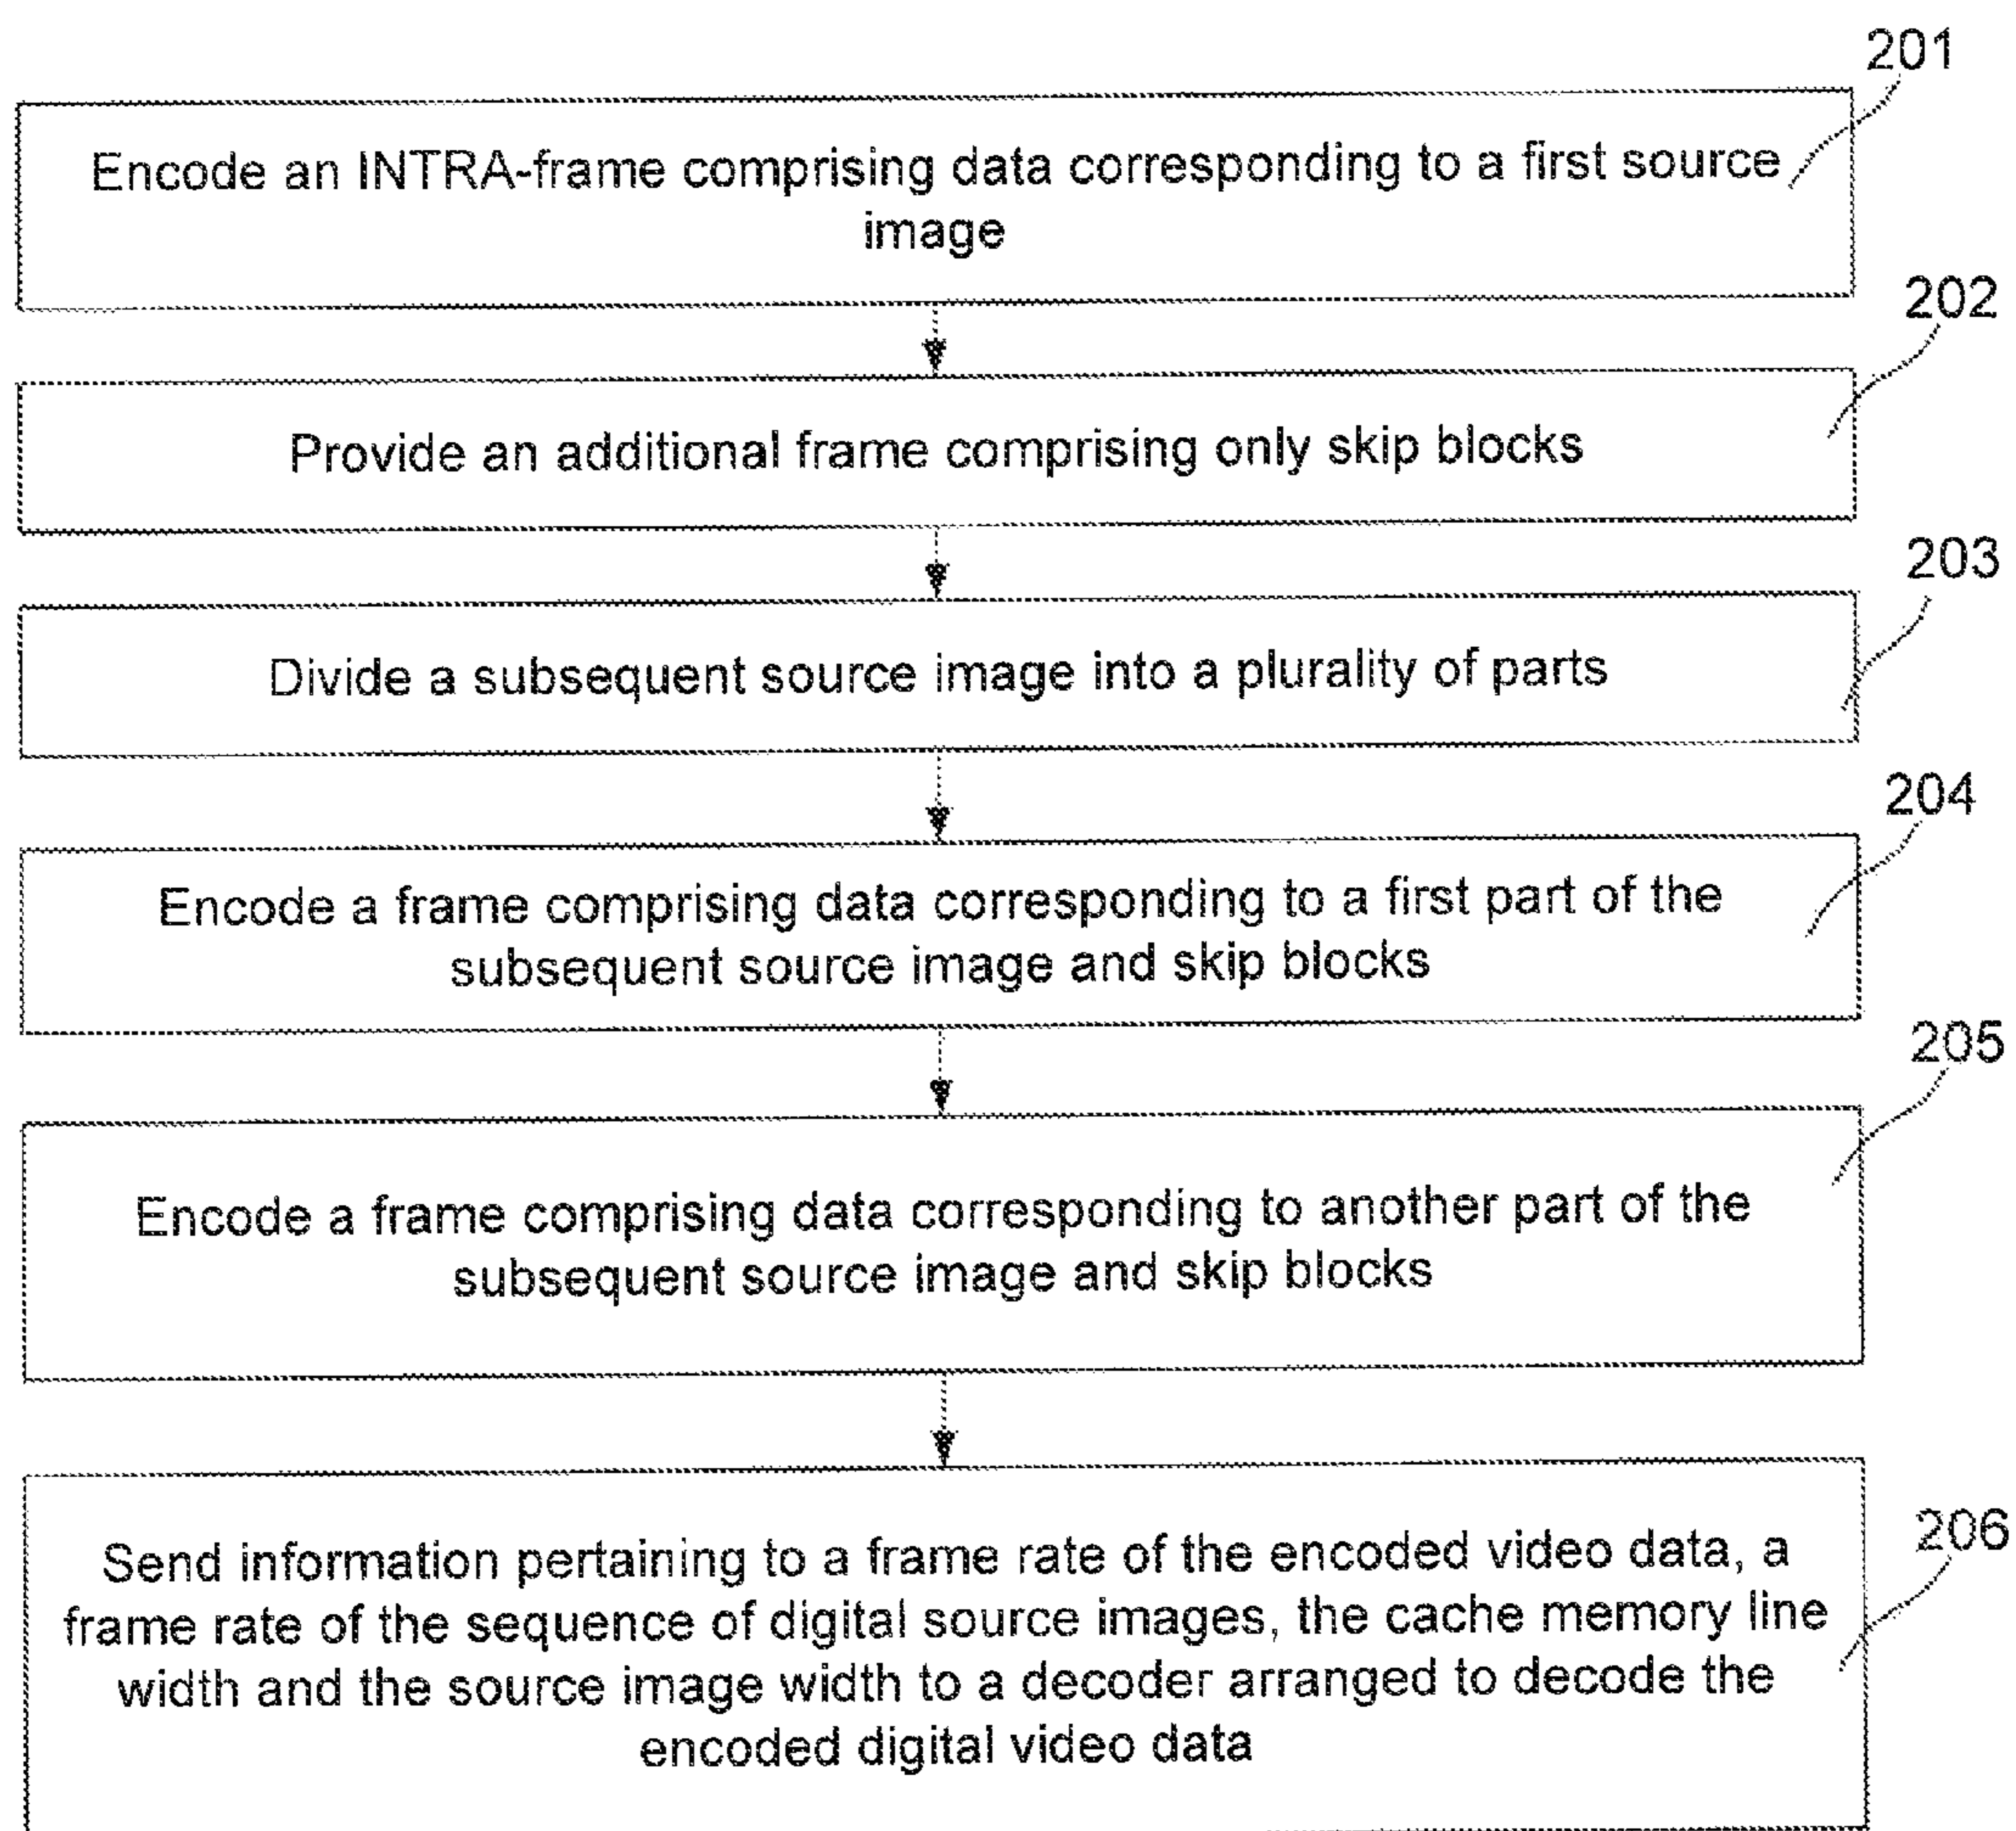 201
Encode an INTRA-frame comprising data corresponding to a first source
image
202
Provide an additional frame comprising only skip blocks
203
Divide a subsequent source image into a plurality of parts
204
Encode a frame comprising data corresponding to a first part of the
subsequent source image and skip blocks
205
Encode a frame comprising data corresponding to another part of the
subsequent source image and skip blocks
206
Send information pertaining to a frame rate of the encoded video data, a
frame rate of the sequence of digital source images, the cache memory line
width and the source image width to a decoder arranged to decode the
encoded digital video data